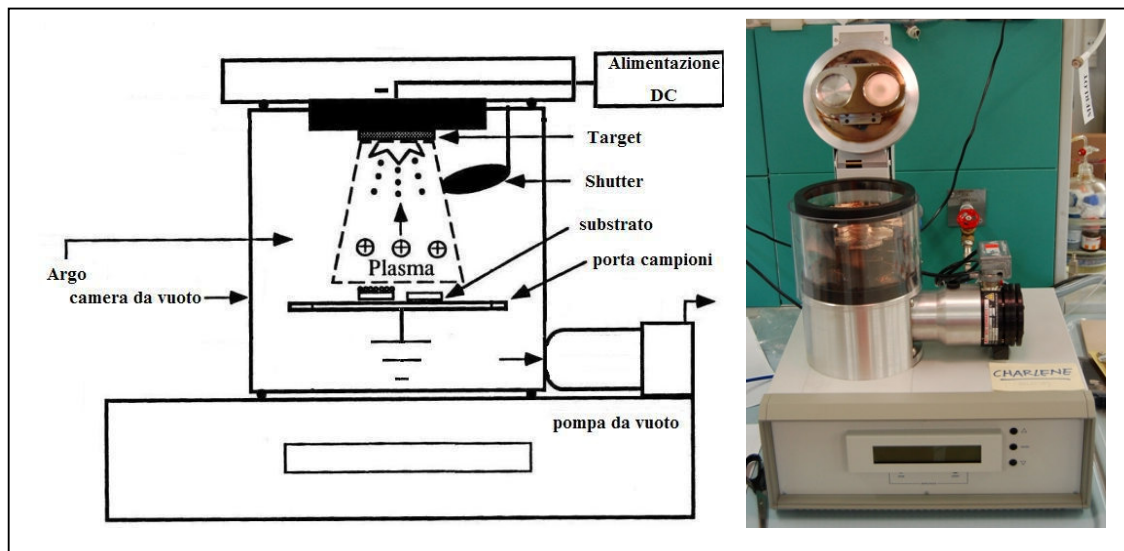 Alimentazione
DC
-
Target
Shutter
substrato
Plasma
porta campioni
Argo
camera da vuoto
pompa da vuoto
CHARLENE